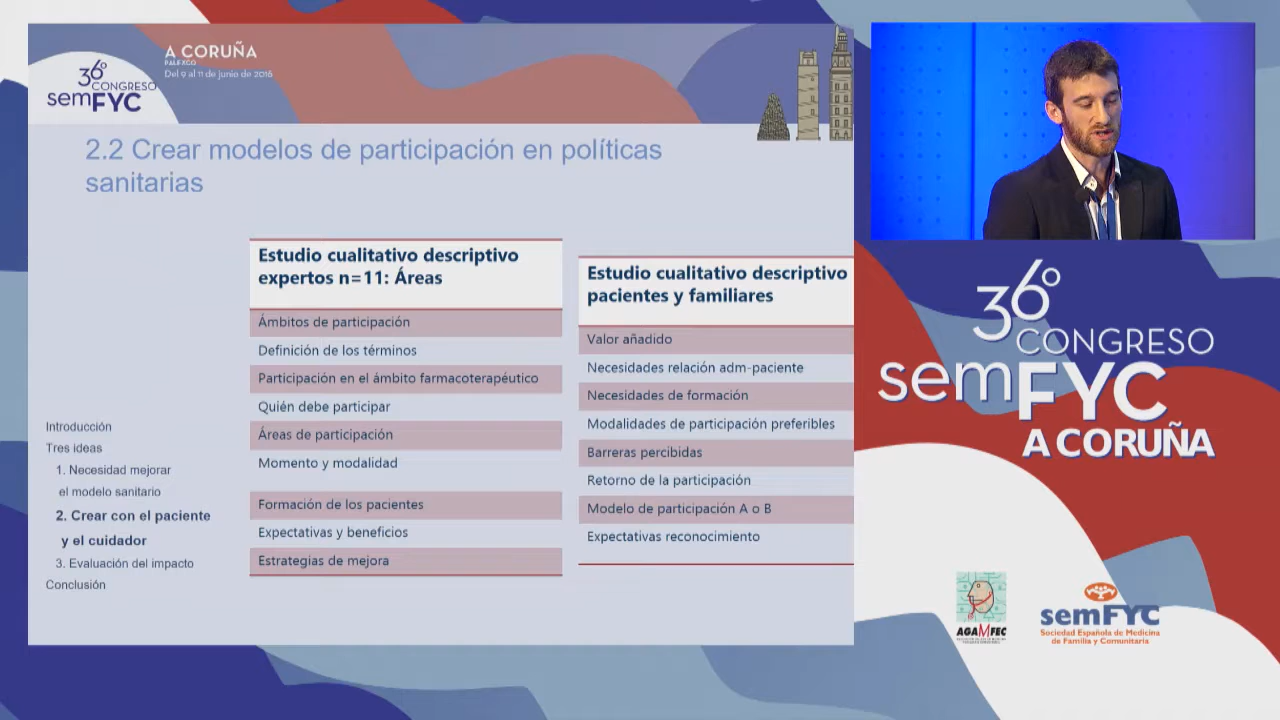 36º
CONGRESO
semFYC
A CORUÑA
PALEXCO
Del 9 al 11 de junio de 2016
2.2 Crear modelos de participación en políticas
sanitarias
Estudio cualitativo descriptivo
expertos n=11: Áreas
Ámbitos de participación
Definición de los términos
Participación en el ámbito farmacoterapéutico
Quién debe participar
Áreas de participación
Momento y modalidad
Formación de los pacientes
Expectativas y beneficios
Estrategias de mejora
Estudio cualitativo descriptivo
pacientes y familiares
Valor añadido
Necesidades relación adm-paciente
Necesidades de formación
Modalidades de participación preferibles
Barreras percibidas
Retorno de la participación
Modelo de participación A o B
Expectativas reconocimiento
Introducción
Tres ideas
1. Necesidad mejorar
el modelo sanitario
2. Crear con el paciente
y el cuidador
3. Evaluación del impacto
Conclusión
36º
CONGRESO
semFYC
A CORUÑA
AGAMFEC
semFYC
Sociedad Española de Medicina
de Familia y Comunitaria